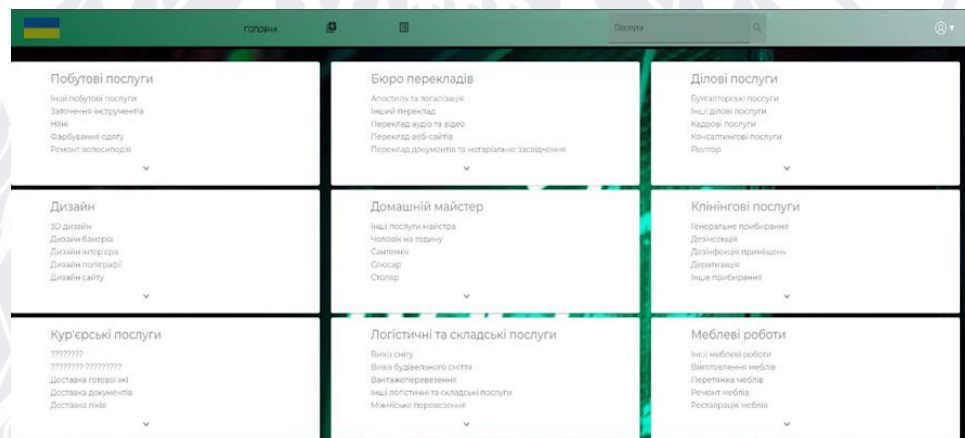 ГОЛОВНА
Послуги
Побутові послуги
Інші побутові послуги
Заточення інструментів
Няні
Фарбування одягу
Ремонт велосипедів
Бюро перекладів
Апостиль та легалізація
Інший переклад
Переклад аудіо та відео
Переклад веб-сайтів
Переклад документів та нотаріальне засвідчення
Ділові послуги
Бухгалтерські послуги
Інші ділові послуги
Кадрові послуги
Консалтингові послуги
Ріелтор
Дизайн
3D дизайн
Дизайн банерів
Дизайн інтер'єра
Дизайн поліграфії
Дизайн сайту
Домашній майстер
Інші послуги майстра
Чоловік на годину
Сантехнік
Слюсар
Столяр
Клінінгові послуги
Генеральне прибирання
Дезінсекція
Дезінфекція приміщень
Дератизація
Інше прибирання
Кур'єрські послуги
????????
???????? ?????????
Доставка готової їжі
Доставка документів
Доставка ліків
Логістичні та складські послуги
Вивіз снігу
Вивіз будівельного сміття
Вантажоперевезення
Інші логістичні та складські послуги
Міжміське перевезення
Меблеві роботи
Інші меблеві роботи
Виготовлення меблів
Перетяжка меблів
Ремонт меблів
Реставрація меблів